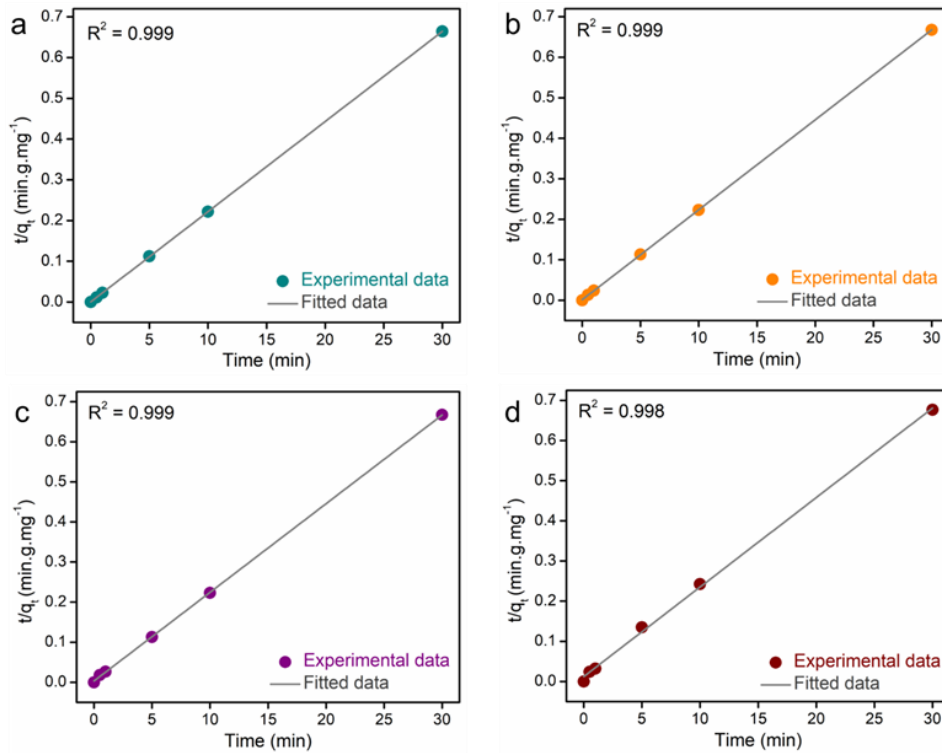 a
R² = 0.999
0.7
0.6
0.5
0.4
0.3
0.2
0.1
0.0
t/qₜ (min.g.mg⁻¹)
Experimental data
Fitted data
0 5 10 15 20 25 30
Time (min)
b
R² = 0.999
0.7
0.6
0.5
0.4
0.3
0.2
0.1
0.0
t/qₜ (min.g.mg⁻¹)
Experimental data
Fitted data
0 5 10 15 20 25 30
Time (min)
c
R² = 0.999
0.7
0.6
0.5
0.4
0.3
0.2
0.1
0.0
t/qₜ (min.g.mg⁻¹)
Experimental data
Fitted data
0 5 10 15 20 25 30
Time (min)
d
R² = 0.998
0.7
0.6
0.5
0.4
0.3
0.2
0.1
0.0
t/qₜ (min.g.mg⁻¹)
Experimental data
Fitted data
0 5 10 15 20 25 30
Time (min)